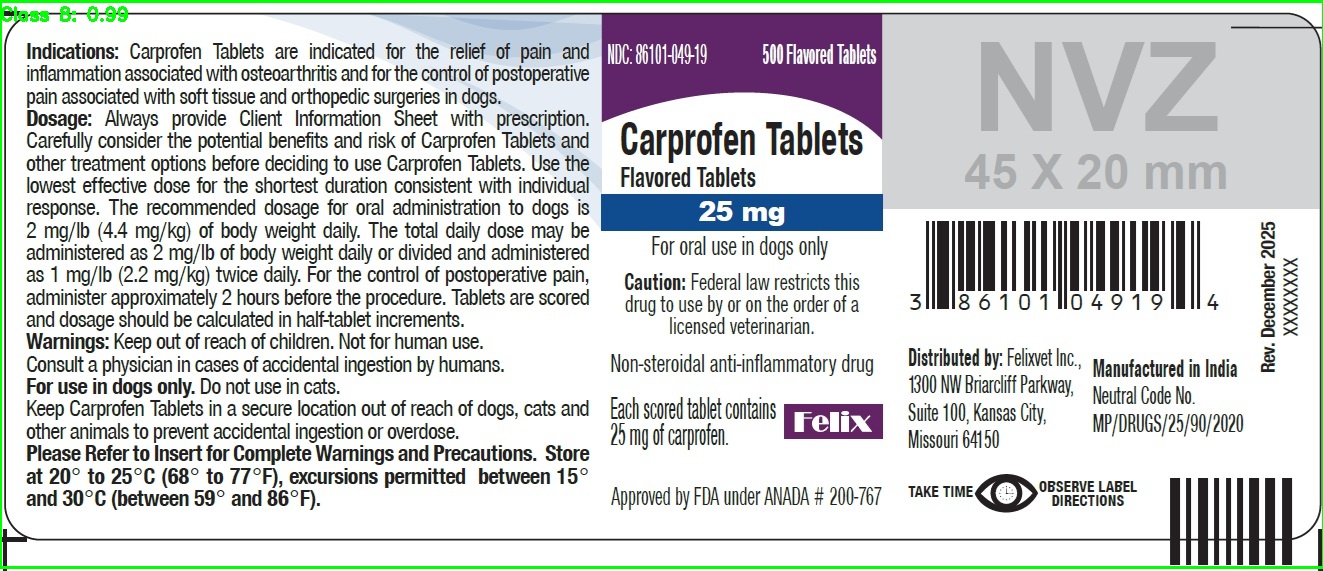 Class 8: 0.99
Indications: Carprofen Tablets are indicated for the relief of pain and
inflammation associated with osteoarthritis and for the control of postoperative
pain associated with soft tissue and orthopedic surgeries in dogs.
Dosage: Always provide Client Information Sheet with prescription.
Carefully consider the potential benefits and risk of Carprofen Tablets and
other treatment options before deciding to use Carprofen Tablets. Use the
lowest effective dose for the shortest duration consistent with individual
response. The recommended dosage for oral administration to dogs is
2 mg/lb (4.4 mg/kg) of body weight daily. The total daily dose may be
administered as 2 mg/lb of body weight daily or divided and administered
as 1 mg/lb (2.2 mg/kg) twice daily. For the control of postoperative pain,
administer approximately 2 hours before the procedure. Tablets are scored
and dosage should be calculated in half-tablet increments.
Warnings: Keep out of reach of children. Not for human use.
Consult a physician in cases of accidental ingestion by humans.
For use in dogs only. Do not use in cats.
Keep Carprofen Tablets in a secure location out of reach of dogs, cats and
other animals to prevent accidental ingestion or overdose.
Please Refer to Insert for Complete Warnings and Precautions. Store
at 20° to 25°C (68° to 77°F), excursions permitted between 15°
and 30°C (between 59° and 86°F).
NDC: 86101-049-19 500 Flavored Tablets
Carprofen Tablets
Flavored Tablets
25 mg
For oral use in dogs only
Caution: Federal law restricts this
drug to use by or on the order of a
licensed veterinarian.
Non-steroidal anti-inflammatory drug
Each scored tablet contains
25 mg of carprofen.
Felix
Approved by FDA under ANADA # 200-767
NVZ
45 X 20 mm
3 86101 04919 4
Rev. December 2025
XXXXXXXX
Distributed by: Felixvet Inc.,
1300 NW Briarcliff Parkway,
Suite 100, Kansas City,
Missouri 64150
Manufactured in India
Neutral Code No.
MP/DRUGS/25/90/2020
TAKE TIME OBSERVE LABEL
DIRECTIONS